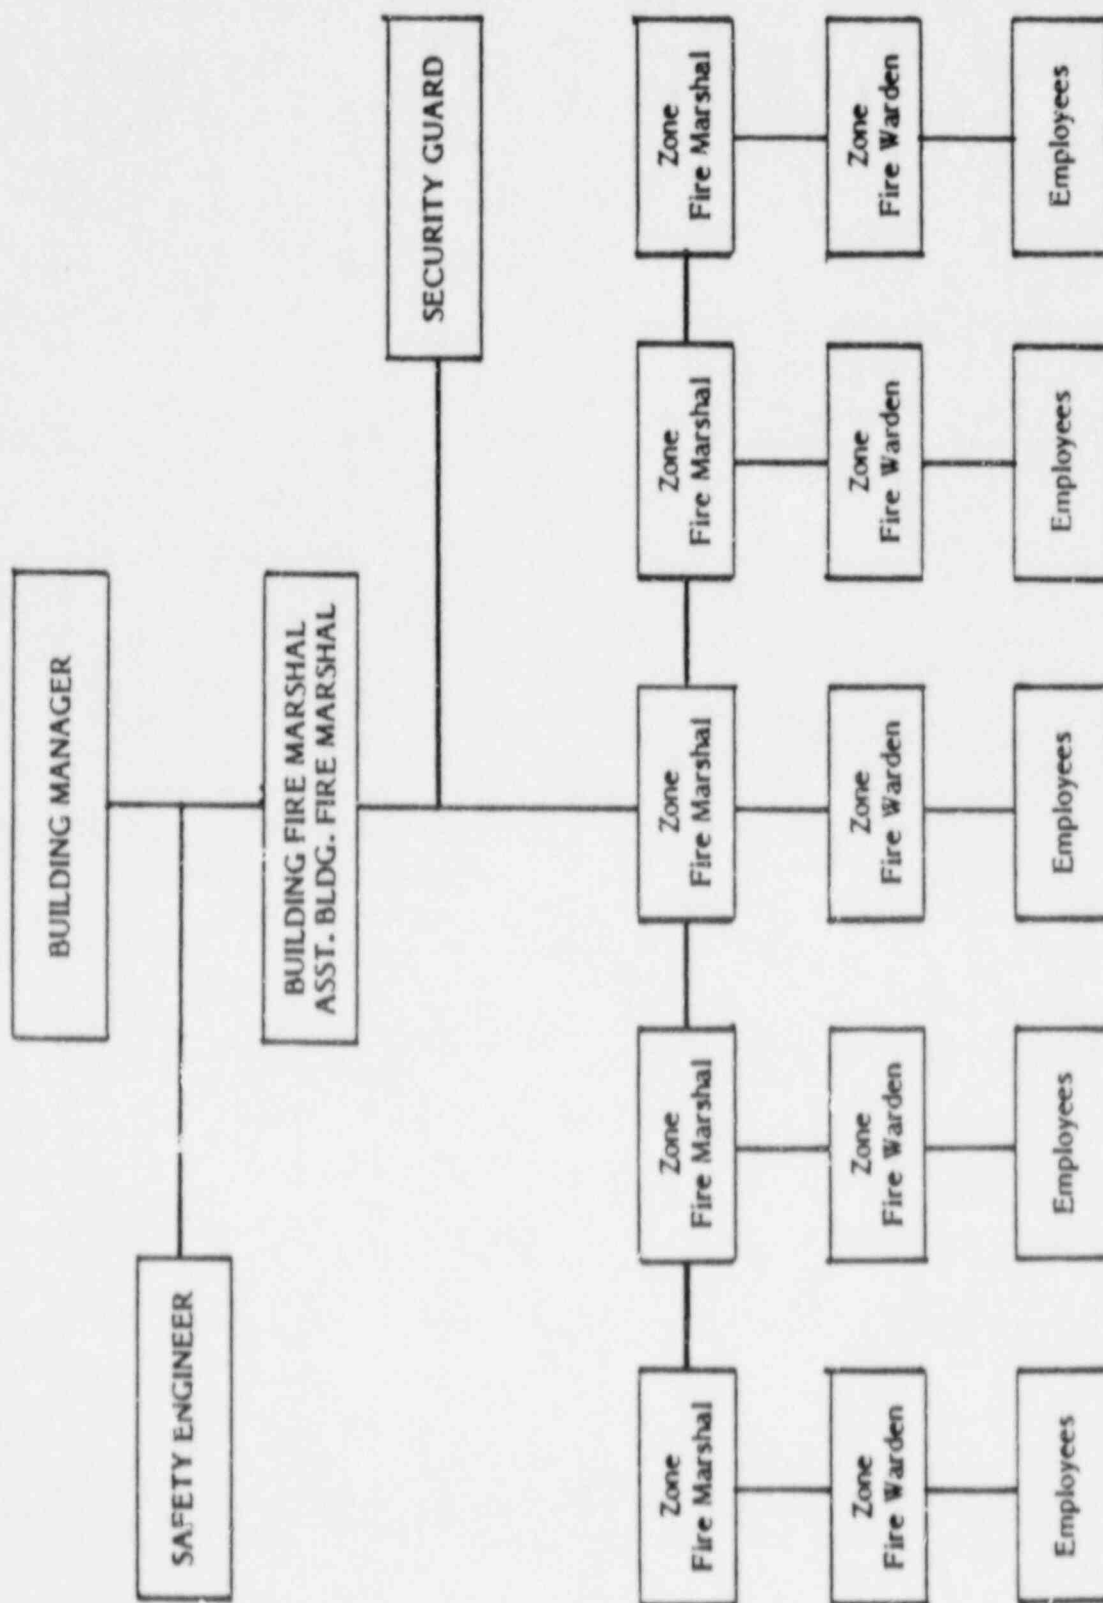 BUILDING MANAGER
SAFETY ENGINEER
BUILDING FIRE MARSHAL
ASST. BLDG. FIRE MARSHAL
SECURITY GUARD
Zone
Fire Marshal
Zone
Fire Marshal
Zone
Fire Marshal
Zone
Fire Marshal
Zone
Fire Marshal
Zone
Fire Warden
Zone
Fire Warden
Zone
Fire Warden
Zone
Fire Warden
Zone
Fire Warden
Employees
Employees
Employees
Employees
Employees